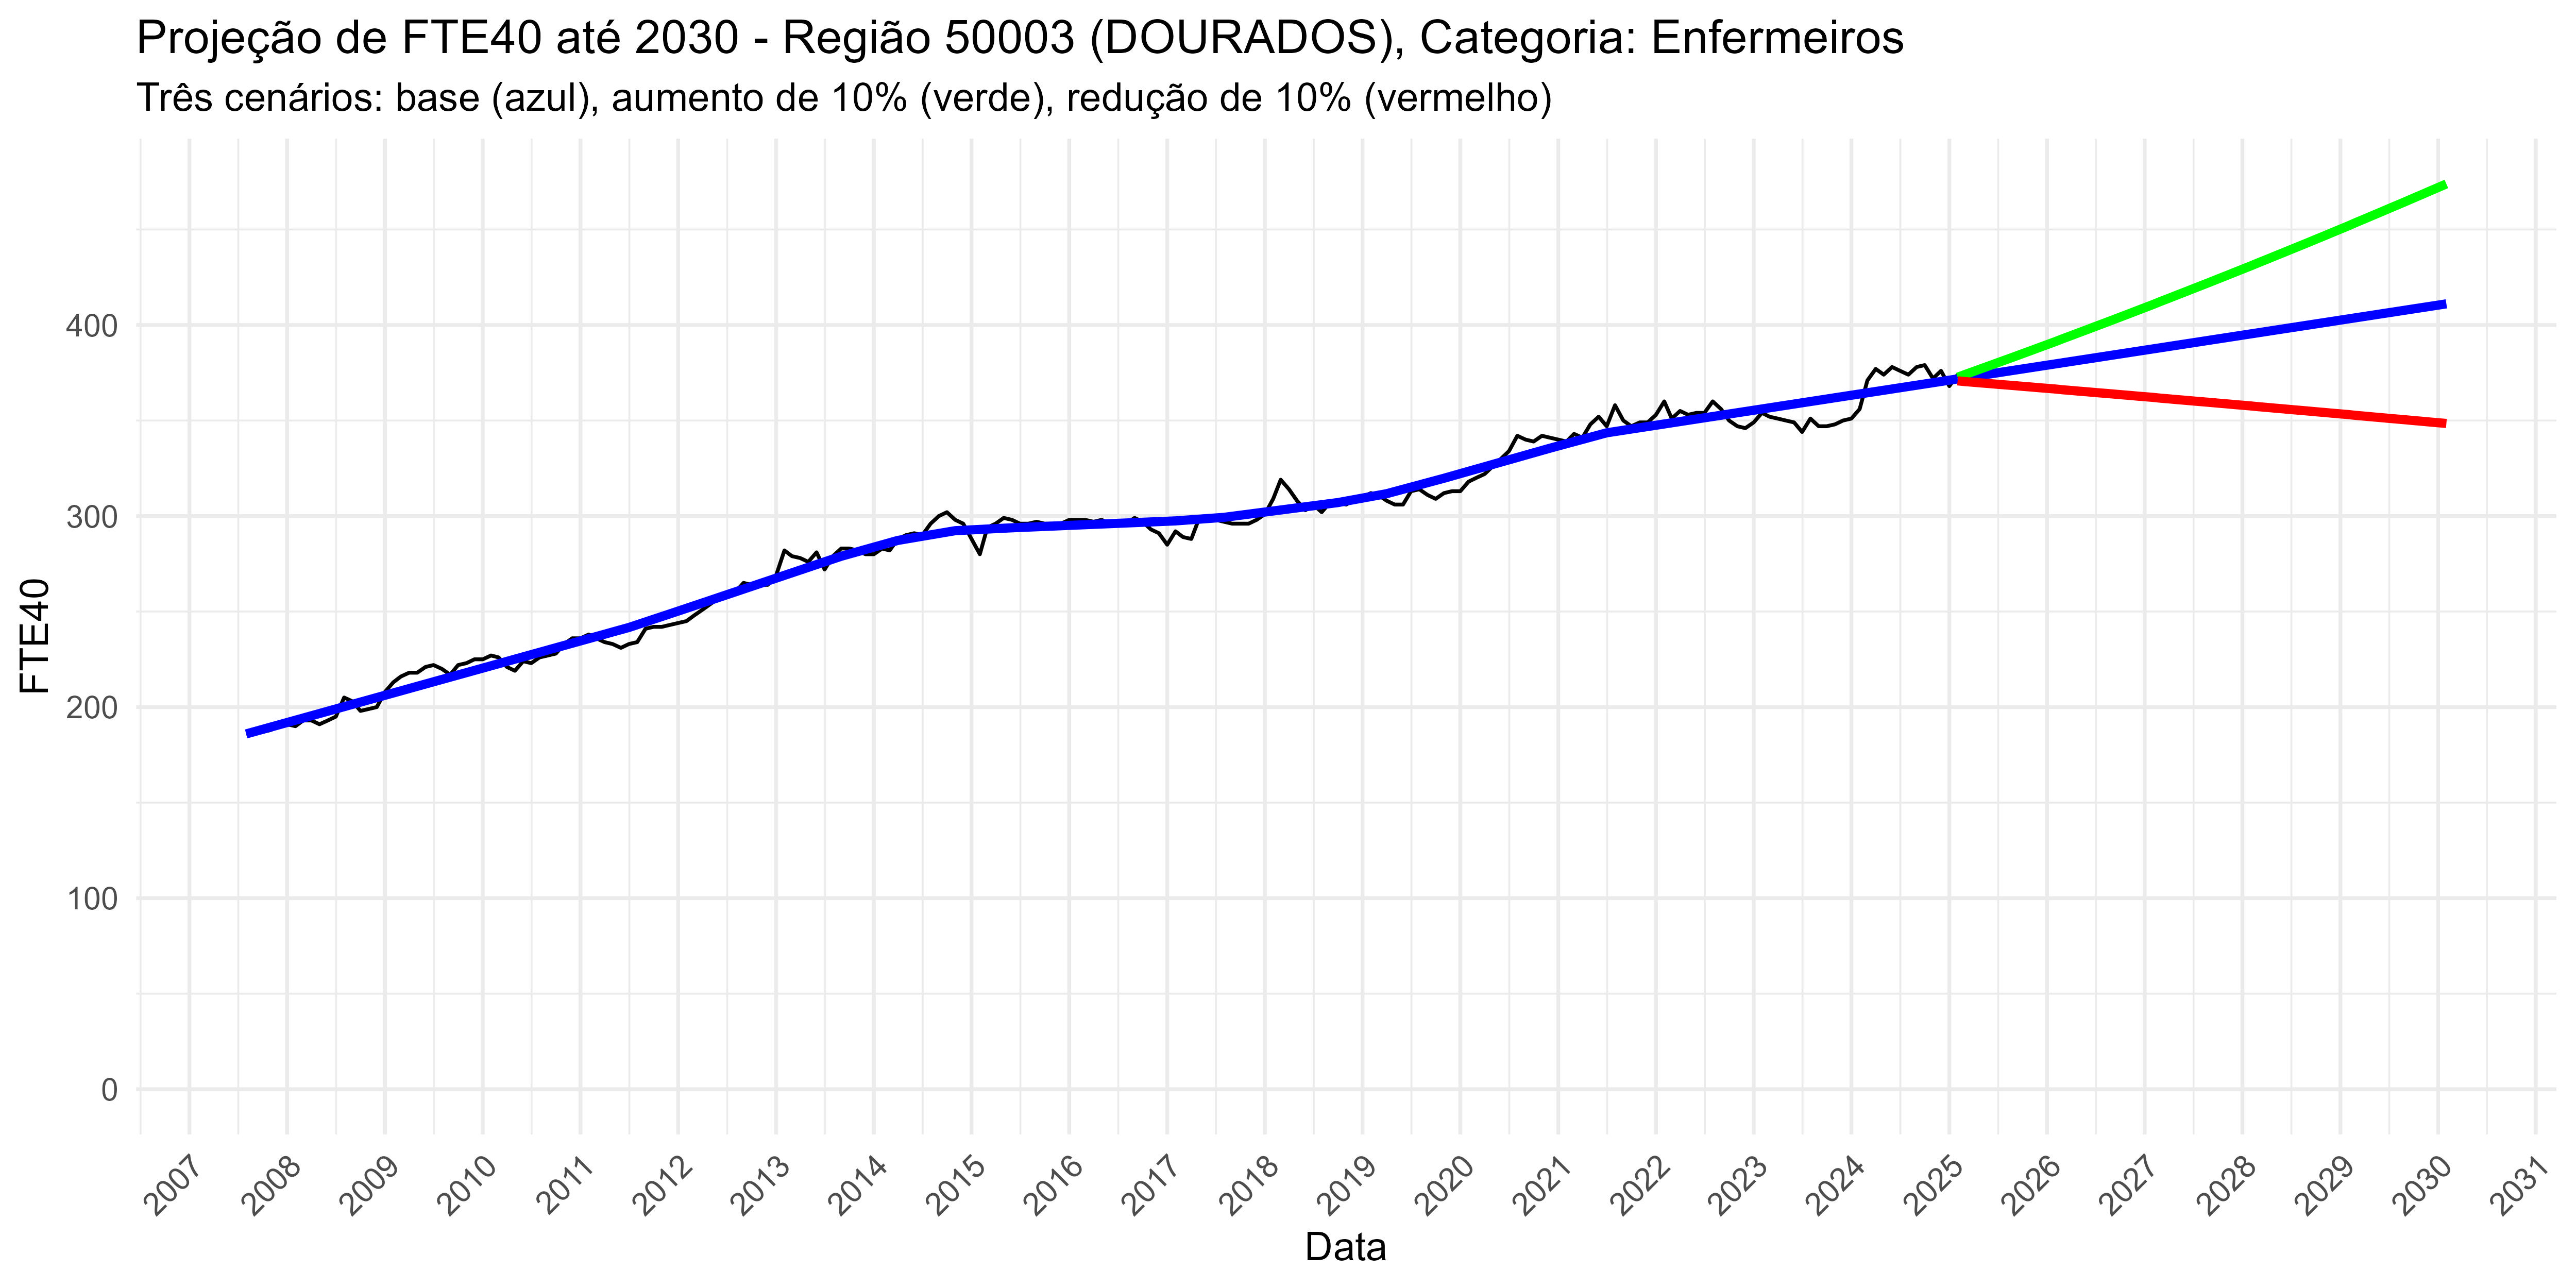 Projeção de FTE40 até 2030 - Região 50003 (DOURADOS), Categoria: Enfermeiros
Três cenários: base (azul), aumento de 10% (verde), redução de 10% (vermelho)
FTE40
400
300
200
100
0
2007 2008 2009 2010 2011 2012 2013 2014 2015 2016 2017 2018 2019 2020 2021 2022 2023 2024 2025 2026 2027 2028 2029 2030 2031
Data